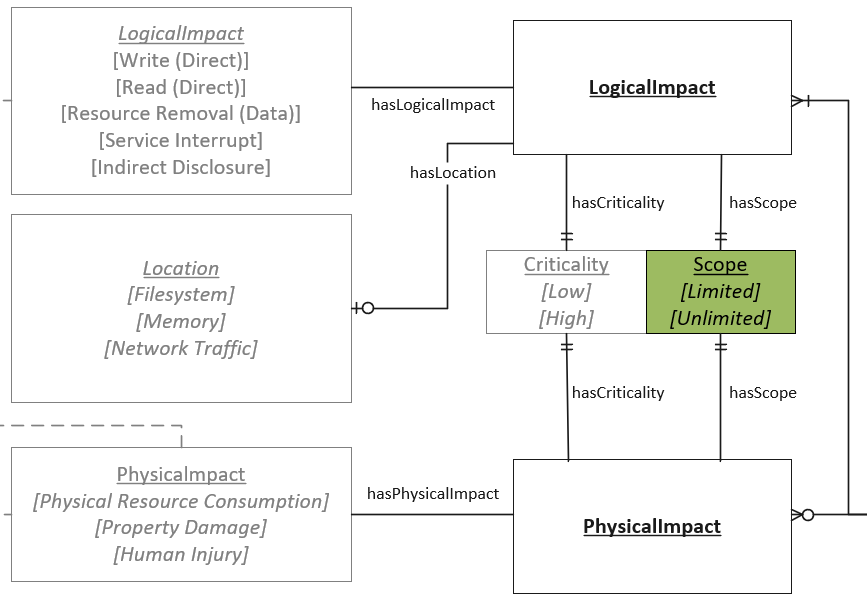 LogicalImpact
[Write (Direct)]
[Read (Direct)]
[Resource Removal (Data)]
[Service Interrupt]
[Indirect Disclosure]
hasLogicalImpact
LogicalImpact
hasLocation
hasCriticality
hasScope
Location
[Filesystem]
[Memory]
[Network Traffic]
Criticality
[Low]
[High]
Scope
[Limited]
[Unlimited]
hasCriticality
hasScope
PhysicaImpact
[Physical Resource Consumption]
[Property Damage]
[Human Injury]
hasPhysicalImpact
PhysicalImpact